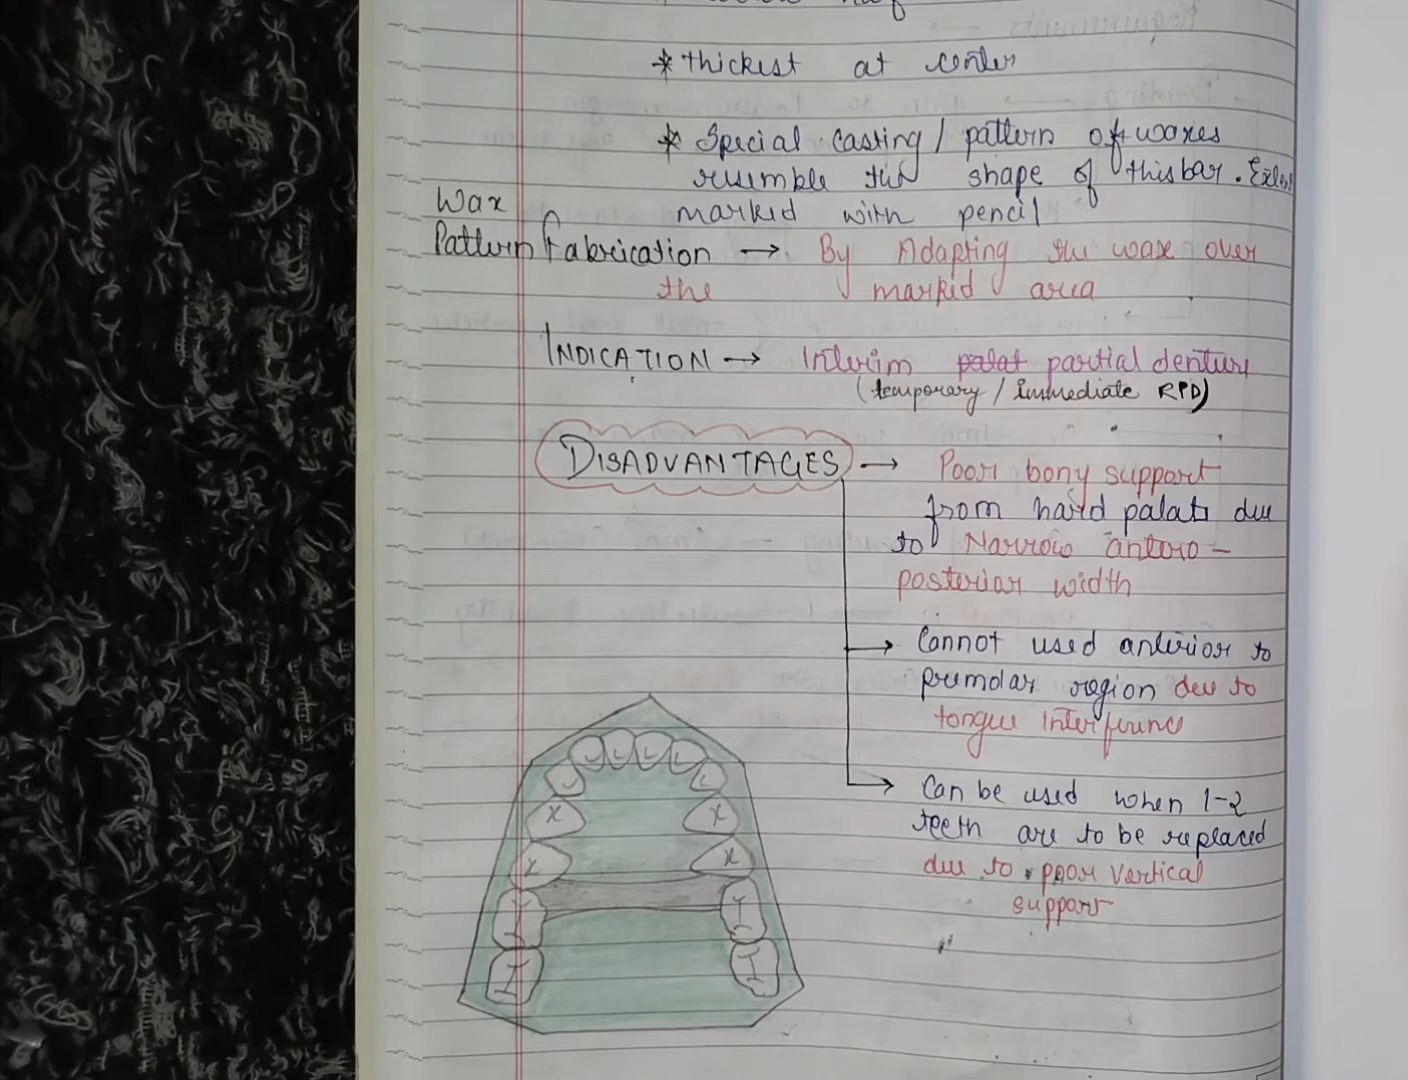 * thickest at center
* Special casting / pattern of waxes
resemble the shape of this bar.
marked with pencil
Wax
Pattern fabrication → By Adapting the wax over
the marked area
INDICATION → Interim palat partial denture
(temporary / immediate RPD)
DISADVANTAGES → Poor bony support
from hard palate due
to Narrow antero-
posterior width
→ Cannot used anterior to
premolar region due to
tongue Interference
→ Can be used when 1-2
teeth are to be replaced
due to poor vertical
support